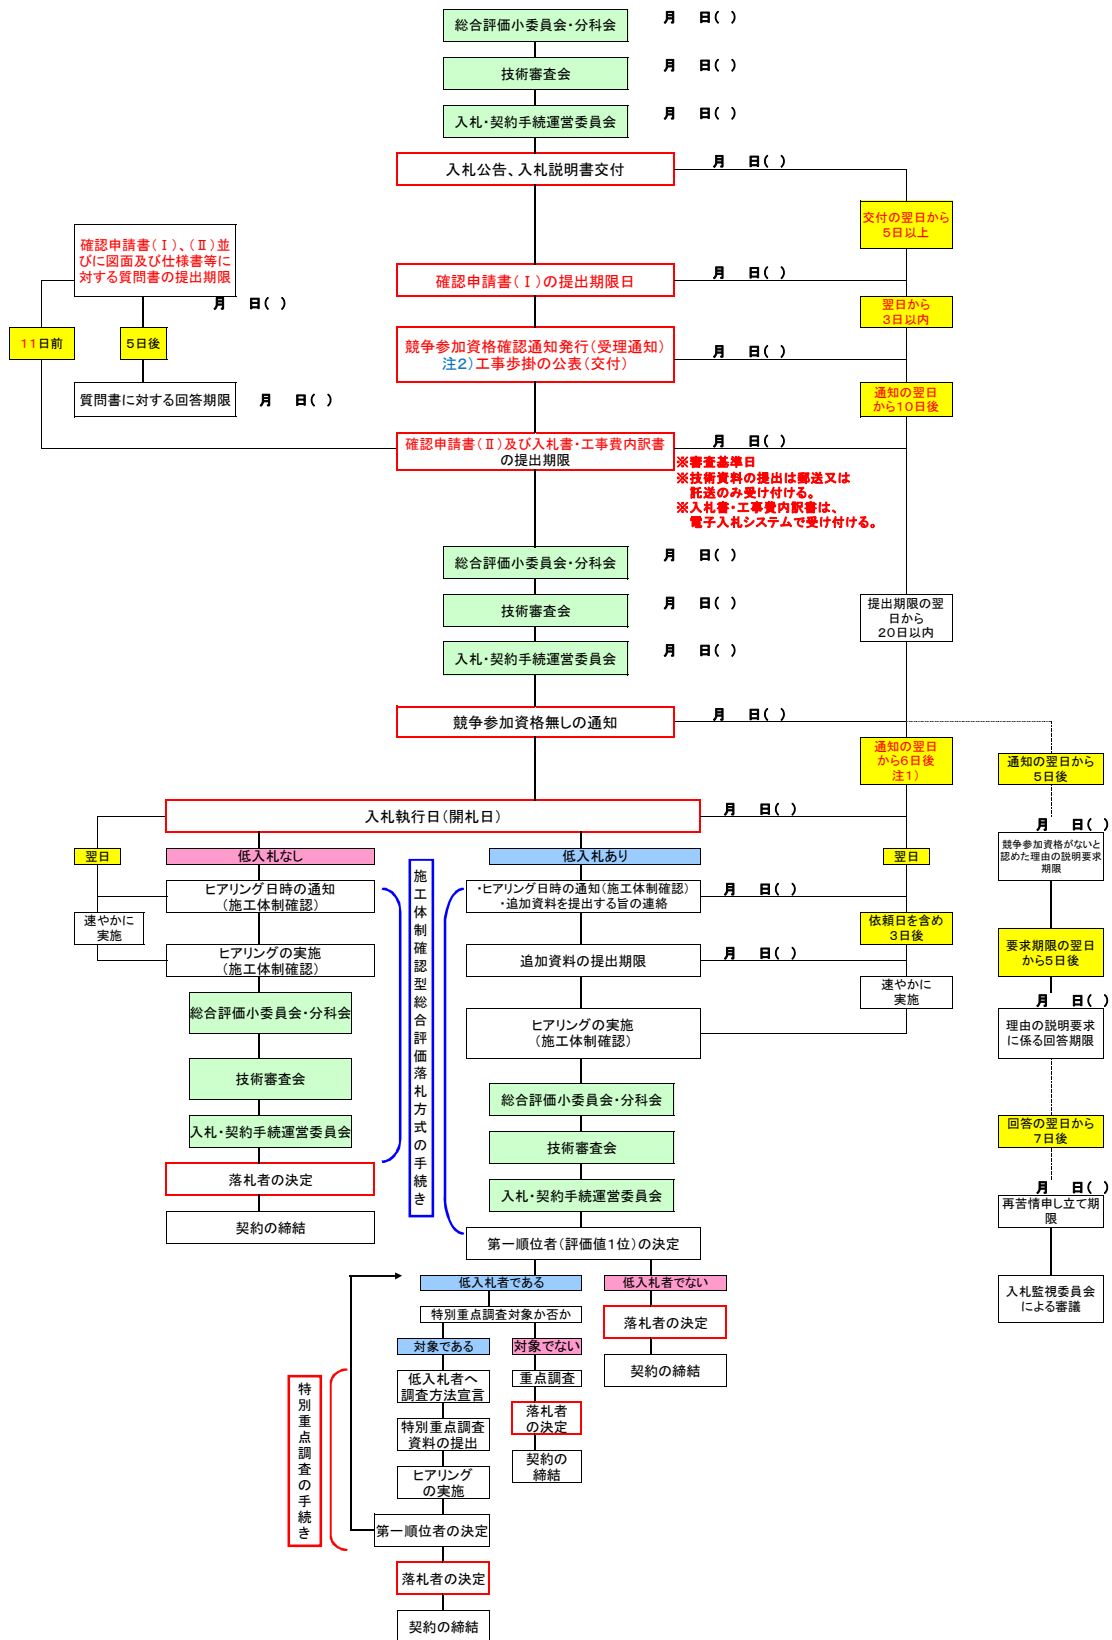 総合評価小委員会・分科会
月　日(　)
技術審査会
月　日(　)
入札・契約手続運営委員会
月　日(　)
入札公告、入札説明書交付
月　日(　)
交付の翌日から
5日以上
確認申請書(Ⅰ)、(Ⅱ)並
びに図面及び仕様書等に
対する質問書の提出期限
月　日(　)
確認申請書(Ⅰ)の提出期限日
月　日(　)
翌日から
3日以内
11日前
5日後
競争参加資格確認通知発行(受理通知)
注2)工事歩掛の公表(交付)
月　日(　)
質問書に対する回答期限
月　日(　)
通知の翌日
から10日後
確認申請書(Ⅱ)及び入札書・工事費内訳書
の提出期限
月　日(　)
※審査基準日
※技術資料の提出は郵送又は
託送のみ受け付ける。
※入札書・工事費内訳書は、
電子入札システムで受け付ける。
総合評価小委員会・分科会
月　日(　)
技術審査会
月　日(　)
提出期限の翌
日から
20日以内
入札・契約手続運営委員会
月　日(　)
競争参加資格無しの通知
月　日(　)
通知の翌日
から6日後
注1)
通知の翌日から
5日後
入札執行日(開札日)
月　日(　)
月　日(　)
競争参加資格がないと
認めた理由の説明要求
期限
翌日
低入札なし
低入札あり
翌日
施工体制確認型総合評価落札方式の手続き
ヒアリング日時の通知
(施工体制確認)
・ヒアリング日時の通知(施工体制確認)
・追加資料を提出する旨の連絡
月　日(　)
速やかに
実施
依頼日を含め
3日後
ヒアリングの実施
(施工体制確認)
追加資料の提出期限
月　日(　)
要求期限の翌日
から5日後
速やかに
実施
月　日(　)
総合評価小委員会・分科会
ヒアリングの実施
(施工体制確認)
理由の説明要求
に係る回答期限
技術審査会
総合評価小委員会・分科会
入札・契約手続運営委員会
技術審査会
回答の翌日から
7日後
落札者の決定
入札・契約手続運営委員会
月　日(　)
再苦情申し立て期
限
契約の締結
第一順位者(評価値1位)の決定
低入札者である
低入札者でない
入札監視委員会
による審議
特別重点調査対象か否か
落札者の決定
対象である
対象でない
契約の締結
特別重点調査の手続き
低入札者へ
調査方法宣言
重点調査
特別重点調査
資料の提出
落札者
の決定
ヒアリング
の実施
契約の
締結
第一順位者の決定
落札者の決定
契約の締結